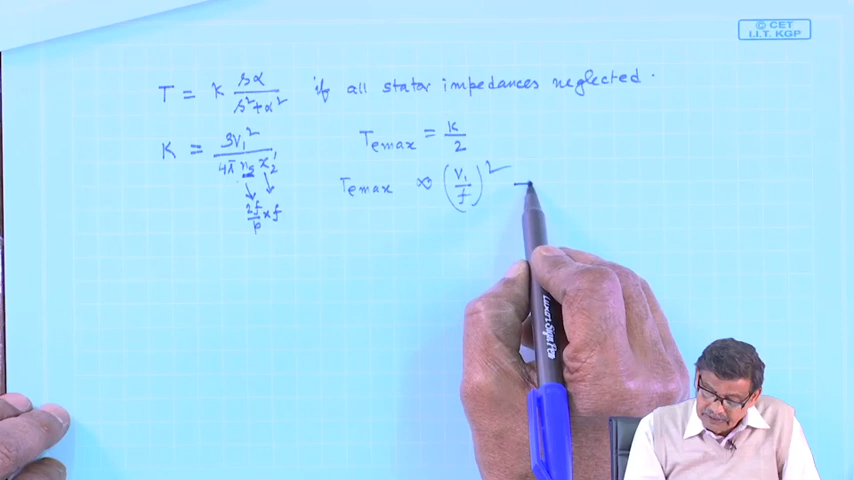 © CET
I.I.T. KGP
T = k sα / s² + α² if all stator impedances neglected.
K = 3V₁² / 4π nₛ x₂′
Tₑₘₐₓ = K / 2
Tₑₘₐₓ ∝ (V₁ / f)²
2f / p × f